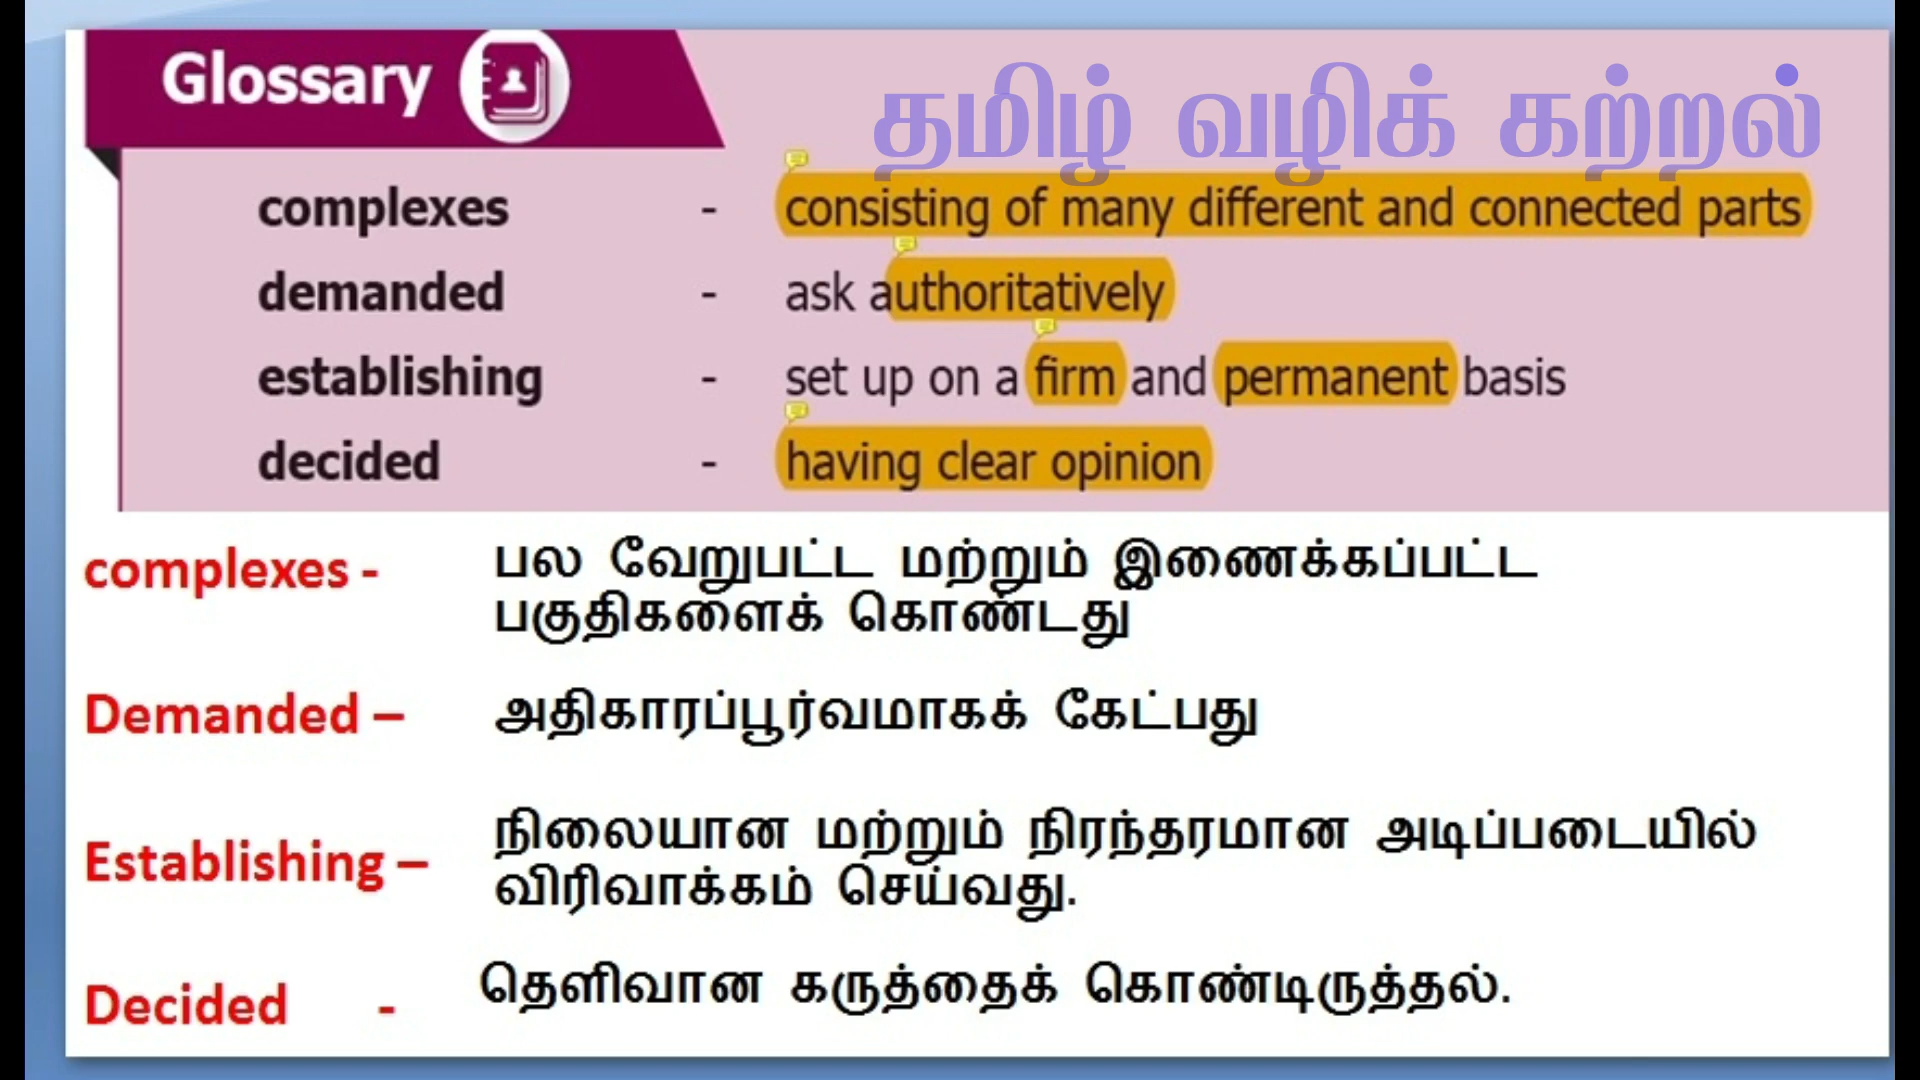 Glossary
தமிழ் வழிக் கற்றல்
complexes - consisting of many different and connected parts
demanded - ask authoritatively
establishing - set up on a firm and permanent basis
decided - having clear opinion
complexes - பல வேறுபட்ட மற்றும் இணைக்கப்பட்ட
பகுதிகளைக் கொண்டது
Demanded – அதிகாரப்பூர்வமாகக் கேட்பது
Establishing – நிலையான மற்றும் நிரந்தரமான அடிப்படையில்
விரிவாக்கம் செய்வது.
Decided - தெளிவான கருத்தைக் கொண்டிருத்தல்.